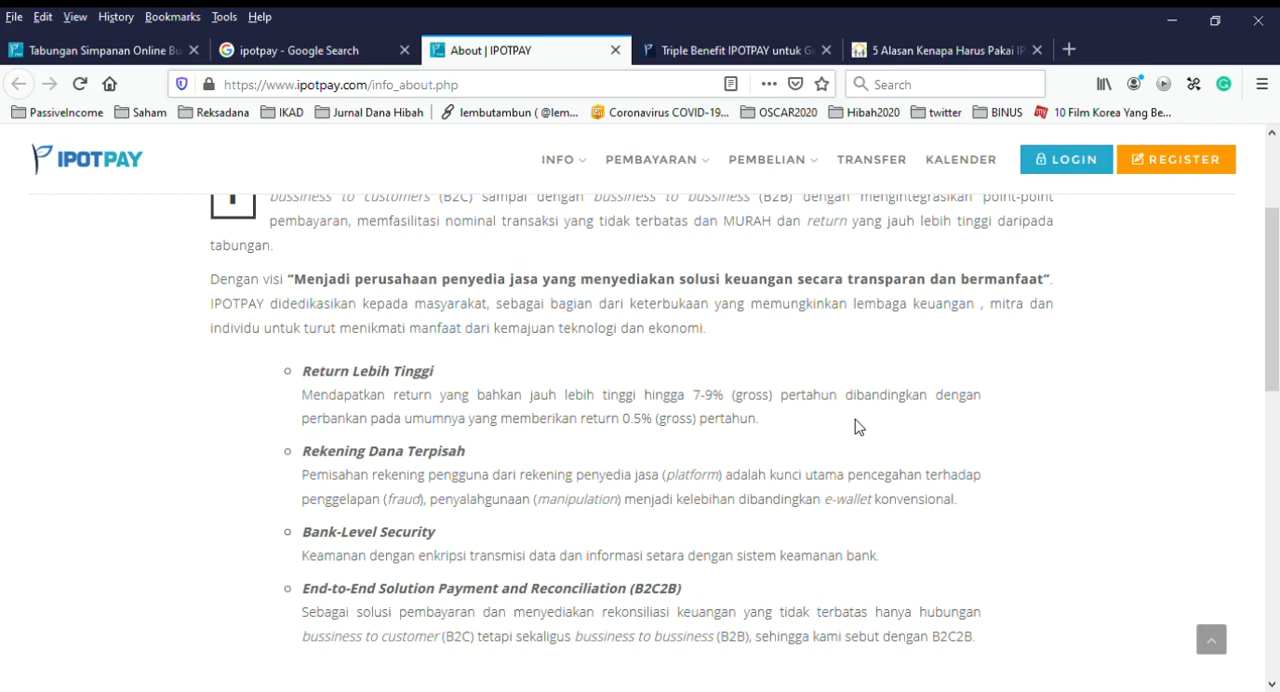 File Edit View History Bookmarks Tools Help
Tabungan Simpanan Online Bu
ipotpay - Google Search
About | IPOTPAY
Triple Benefit IPOTPAY untuk Ge
5 Alasan Kenapa Harus Pakai IP
https://www.ipotpay.com/info_about.php
Search
PassiveIncome Saham Reksadana IKAD Jurnal Dana Hibah lembutambun ( @lem... Coronavirus COVID-19... OSCAR2020 Hibah2020 twitter BINUS 10 Film Korea Yang Be...
IPOTPAY INFO PEMBAYARAN PEMBELIAN TRANSFER KALENDER LOGIN REGISTER
bussiness to customers (B2C) sampai dengan bussiness to bussiness (B2B) dengan mengintegrasikan point-point
pembayaran, memfasilitasi nominal transaksi yang tidak terbatas dan MURAH dan return yang jauh lebih tinggi daripada
tabungan.
Dengan visi “Menjadi perusahaan penyedia jasa yang menyediakan solusi keuangan secara transparan dan bermanfaat”.
IPOTPAY didedikasikan kepada masyarakat, sebagai bagian dari keterbukaan yang memungkinkan lembaga keuangan , mitra dan
individu untuk turut menikmati manfaat dari kemajuan teknologi dan ekonomi.
Return Lebih Tinggi
Mendapatkan return yang bahkan jauh lebih tinggi hingga 7-9% (gross) pertahun dibandingkan dengan
perbankan pada umumnya yang memberikan return 0.5% (gross) pertahun.
Rekening Dana Terpisah
Pemisahan rekening pengguna dari rekening penyedia jasa (platform) adalah kunci utama pencegahan terhadap
penggelapan (fraud), penyalahgunaan (manipulation) menjadi kelebihan dibandingkan e-wallet konvensional.
Bank-Level Security
Keamanan dengan enkripsi transmisi data dan informasi setara dengan sistem keamanan bank.
End-to-End Solution Payment and Reconciliation (B2C2B)
Sebagai solusi pembayaran dan menyediakan rekonsiliasi keuangan yang tidak terbatas hanya hubungan
bussiness to customer (B2C) tetapi sekaligus bussiness to bussiness (B2B), sehingga kami sebut dengan B2C2B.